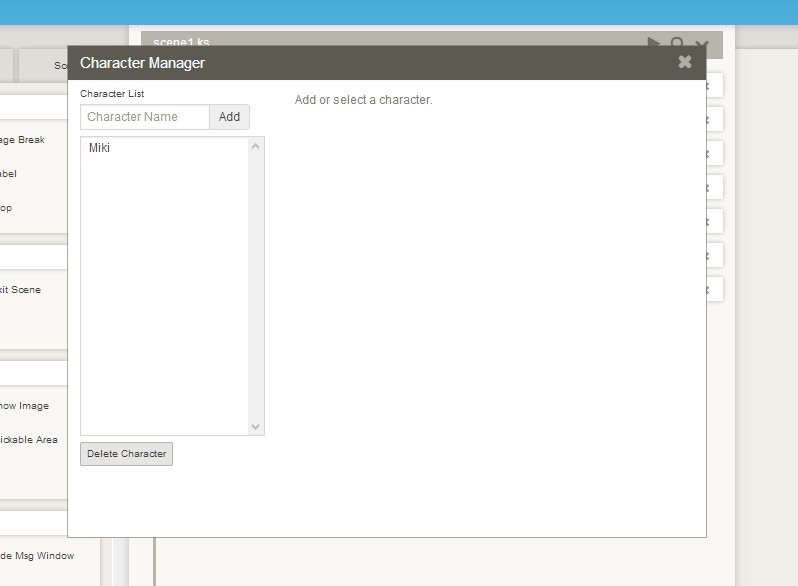 scene1.ks
Character Manager
Character List
Character Name
Add
Add or select a character.
Miki
Delete Character
Sc
age Break
abel
op
xit Scene
how Image
ickable Area
de Msg Window